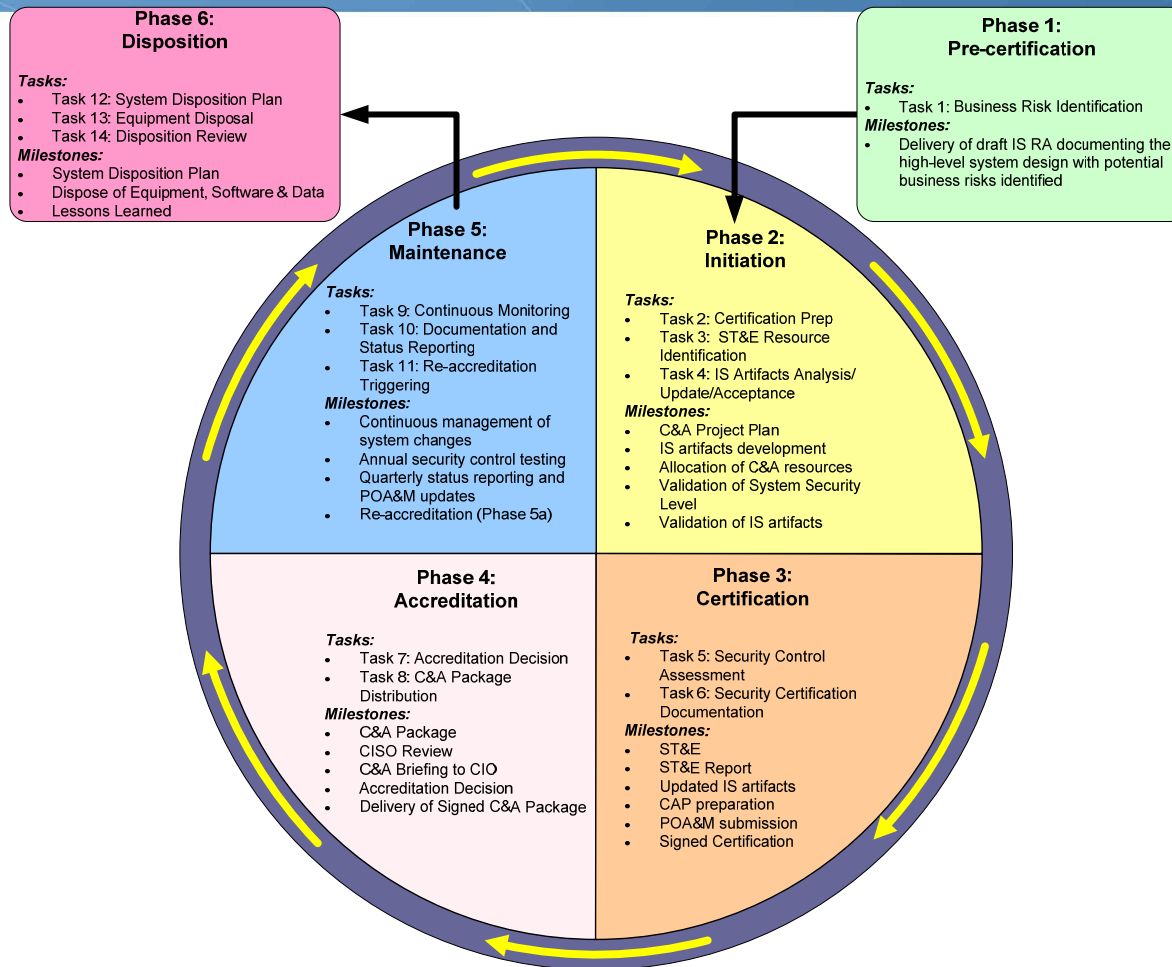 Phase 6:
Disposition
Tasks:
• Task 12: System Disposition Plan
• Task 13: Equipment Disposal
• Task 14: Disposition Review
Milestones:
• System Disposition Plan
• Dispose of Equipment, Software & Data
• Lessons Learned
Phase 1:
Pre-certification
Tasks:
• Task 1: Business Risk Identification
Milestones:
• Delivery of draft IS RA documenting the
high-level system design with potential
business risks identified
Phase 5:
Maintenance
Tasks:
• Task 9: Continuous Monitoring
• Task 10: Documentation and
Status Reporting
• Task 11: Re-accreditation
Triggering
Milestones:
• Continuous management of
system changes
• Annual security control testing
• Quarterly status reporting and
POA&M updates
• Re-accreditation (Phase 5a)
Phase 2:
Initiation
Tasks:
• Task 2: Certification Prep
• Task 3: ST&E Resource
Identification
• Task 4: IS Artifacts Analysis/
Update/Acceptance
Milestones:
• C&A Project Plan
• IS artifacts development
• Allocation of C&A resources
• Validation of System Security
Level
• Validation of IS artifacts
Phase 4:
Accreditation
Tasks:
• Task 7: Accreditation Decision
• Task 8: C&A Package
Distribution
Milestones:
• C&A Package
• CISO Review
• C&A Briefing to CIO
• Accreditation Decision
• Delivery of Signed C&A Package
Phase 3:
Certification
Tasks:
• Task 5: Security Control
Assessment
• Task 6: Security Certification
Documentation
Milestones:
• ST&E
• ST&E Report
• Updated IS artifacts
• CAP preparation
• POA&M submission
• Signed Certification